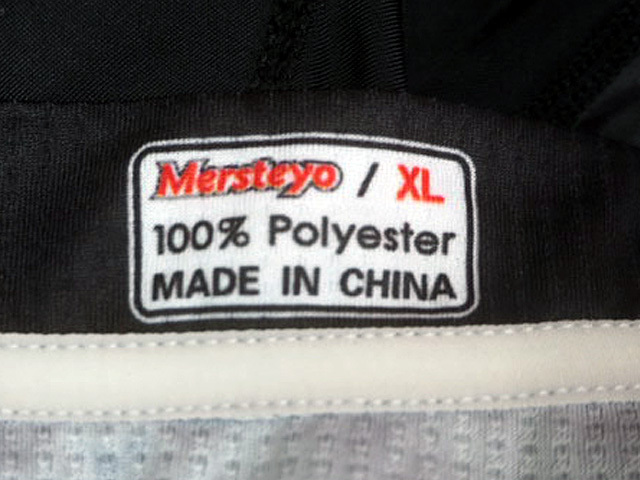 Mersteyo / XL
100% Polyester
MADE IN CHINA